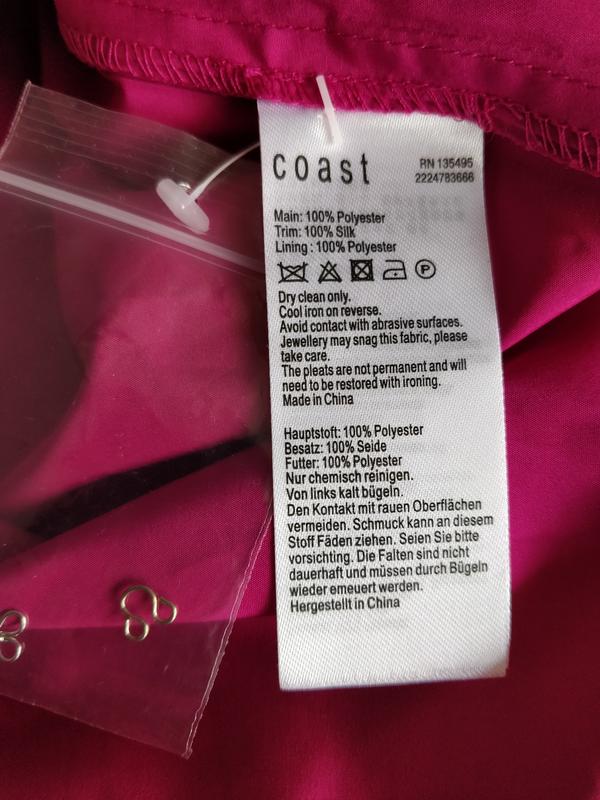 coast
RN 135495
2224783666
Main: 100% Polyester
Trim: 100% Silk
Lining : 100% Polyester
P
Dry clean only.
Cool iron on reverse.
Avoid contact with abrasive surfaces.
Jewellery may snag this fabric, please
take care.
The pleats are not permanent and will
need to be restored with ironing.
Made in China
Hauptstoft: 100% Polyester
Besatz: 100% Seide
Futter: 100% Polyester
Nur chemisch reinigen.
Von links kalt bügeln.
Den Kontakt mit rauen Oberflächen
vermeiden. Schmuck kann an diesem
Stoff Fäden ziehen. Seien Sie bitte
vorsichting. Die Falten sind nicht
dauerhaft und müssen durch Bügeln
wieder erneuert werden.
Hergestellt in China